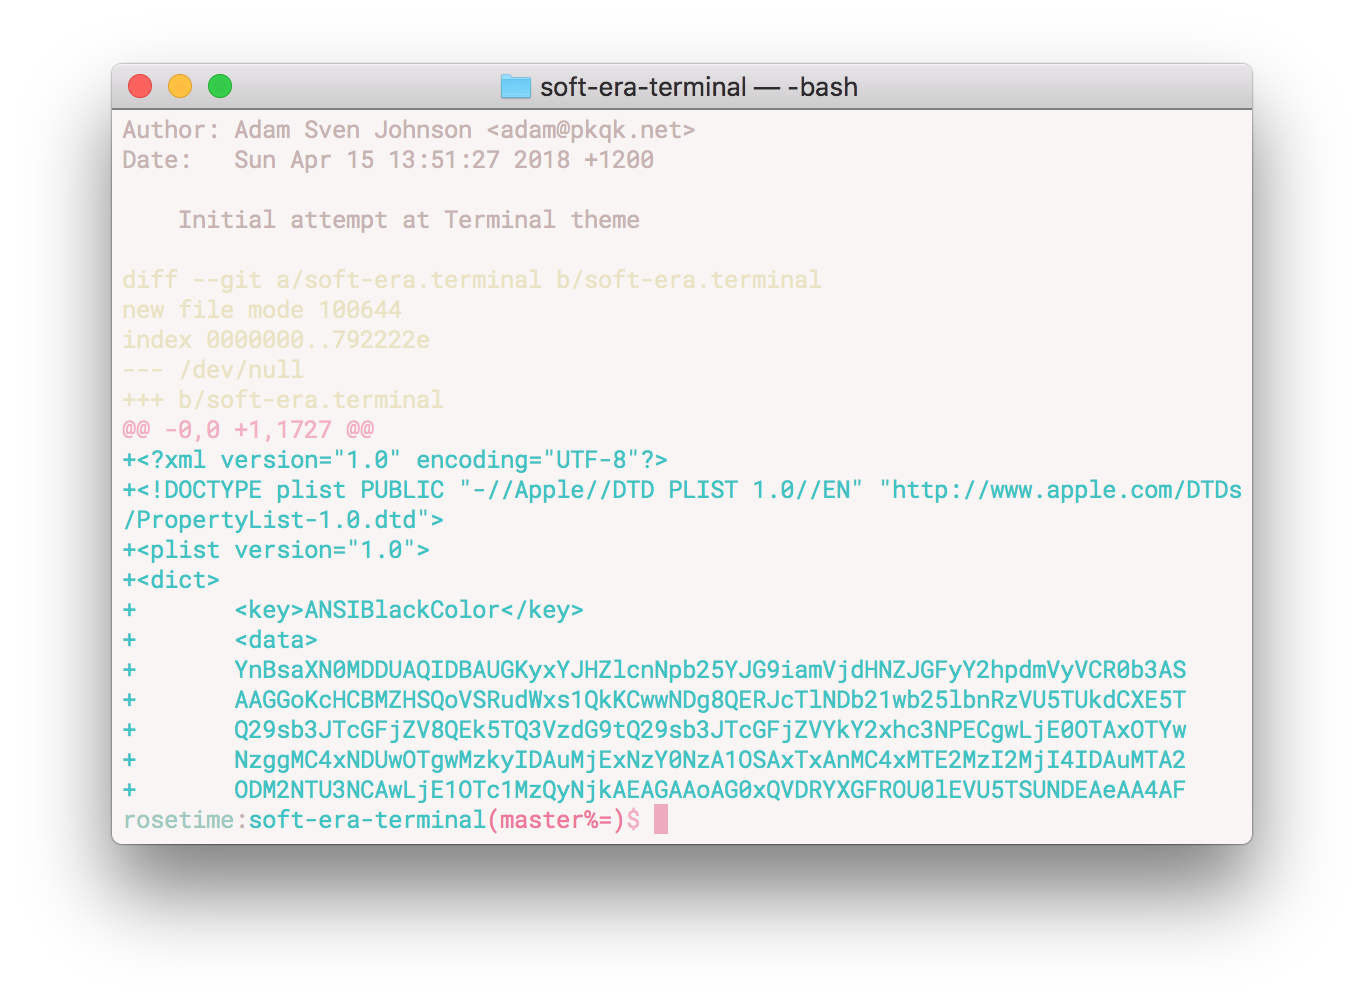 soft-era-terminal — -bash
Author: Adam Sven Johnson <adam@pkqk.net>
Date:   Sun Apr 15 13:51:27 2018 +1200
    Initial attempt at Terminal theme
diff --git a/soft-era.terminal b/soft-era.terminal
new file mode 100644
index 0000000..792222e
--- /dev/null
+++ b/soft-era.terminal
@@ -0,0 +1,1727 @@
+<?xml version="1.0" encoding="UTF-8"?>
+<!DOCTYPE plist PUBLIC "-//Apple//DTD PLIST 1.0//EN" "http://www.apple.com/DTDs
/PropertyList-1.0.dtd">
+<plist version="1.0">
+<dict>
+       <key>ANSIBlackColor</key>
+       <data>
+       YnBsaXN0MDDUAQIDBAUGKyxYJHZlcnNpb25YJG9iamVjdHNZJGFyY2hpdmVyVCR0b3AS
+       AAGGoKcHCBMZHSQoVSRudWxs1QkKCwwNDg8QERJcTlNDb21wb25lbnRzVU5TUkdCXE5T
+       Q29sb3JTcGFjZV8QEk5TQ3VzdG9tQ29sb3JTcGFjZVYkY2xhc3NPECgwLjE0OTAxOTYw
+       NzggMC4xNDUwOTgwMzkyIDAuMjExNzY0NzA1OSAxTxAnMC4xMTE2MzI2MjI4IDAuMTA2
+       ODM2NTU3NCAwLjE1OTc1MzQyNjkAEAGAAoAG0xQVDRYXGFROU0lEVU5TSUNDEAeAA4AF
rosetime:soft-era-terminal(master%=)$